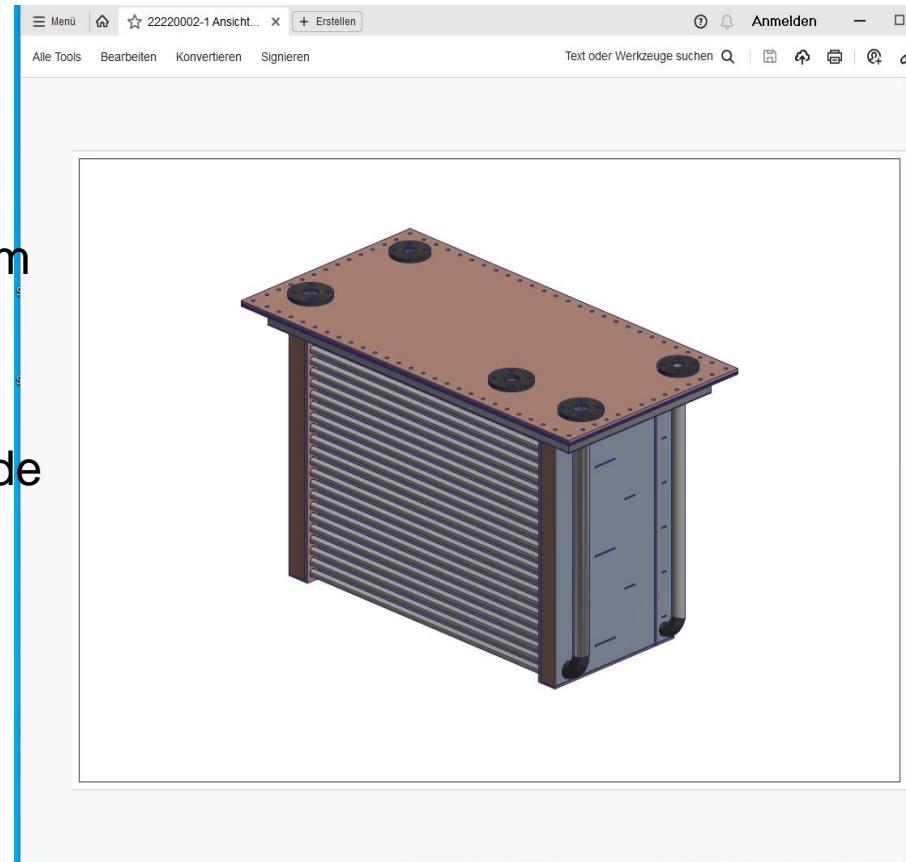 Menü
22220002-1 Ansicht...
+ Erstellen
Anmelden
Alle Tools Bearbeiten Konvertieren Signieren
Text oder Werkzeuge suchen
m
de